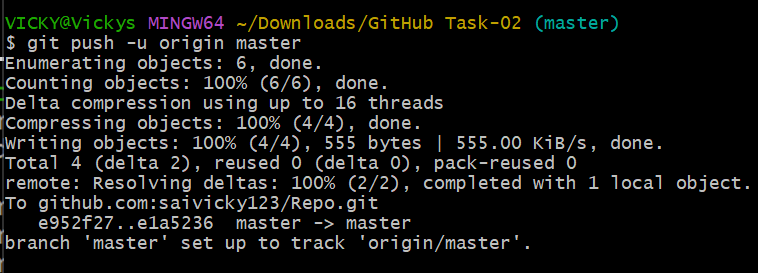 VICKY@Vickys MINGW64 ~/Downloads/GitHub Task-02 (master)
$ git push -u origin master
Enumerating objects: 6, done.
Counting objects: 100% (6/6), done.
Delta compression using up to 16 threads
Compressing objects: 100% (4/4), done.
Writing objects: 100% (4/4), 555 bytes | 555.00 KiB/s, done.
Total 4 (delta 2), reused 0 (delta 0), pack-reused 0
remote: Resolving deltas: 100% (2/2), completed with 1 local object.
To github.com:saivicky123/Repo.git
   e952f27..e1a5236  master -> master
branch 'master' set up to track 'origin/master'.